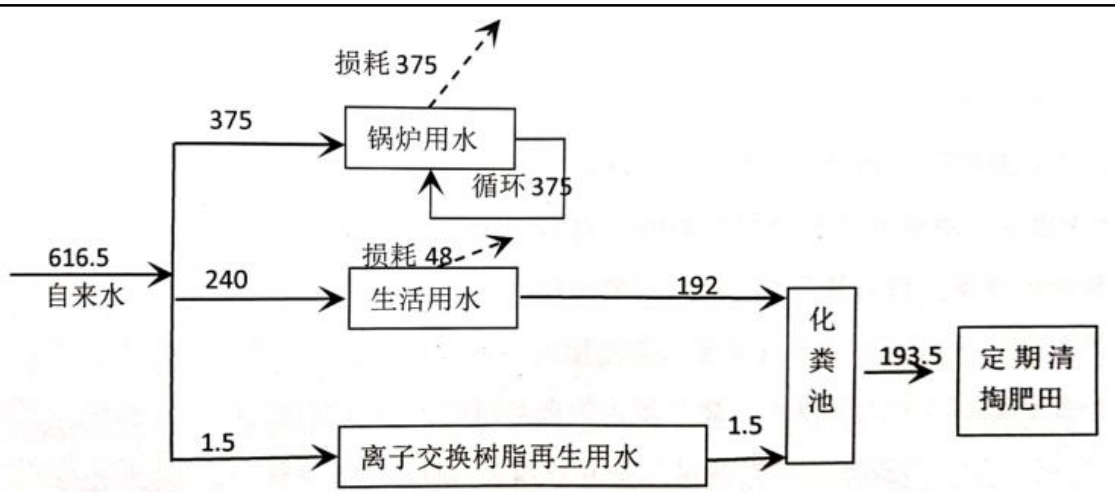 损耗 375
375
锅炉用水
循环 375
616.5
自来水
损耗 48
240
生活用水
192
化粪池
193.5
定期清
掏肥田
1.5
离子交换树脂再生用水
1.5